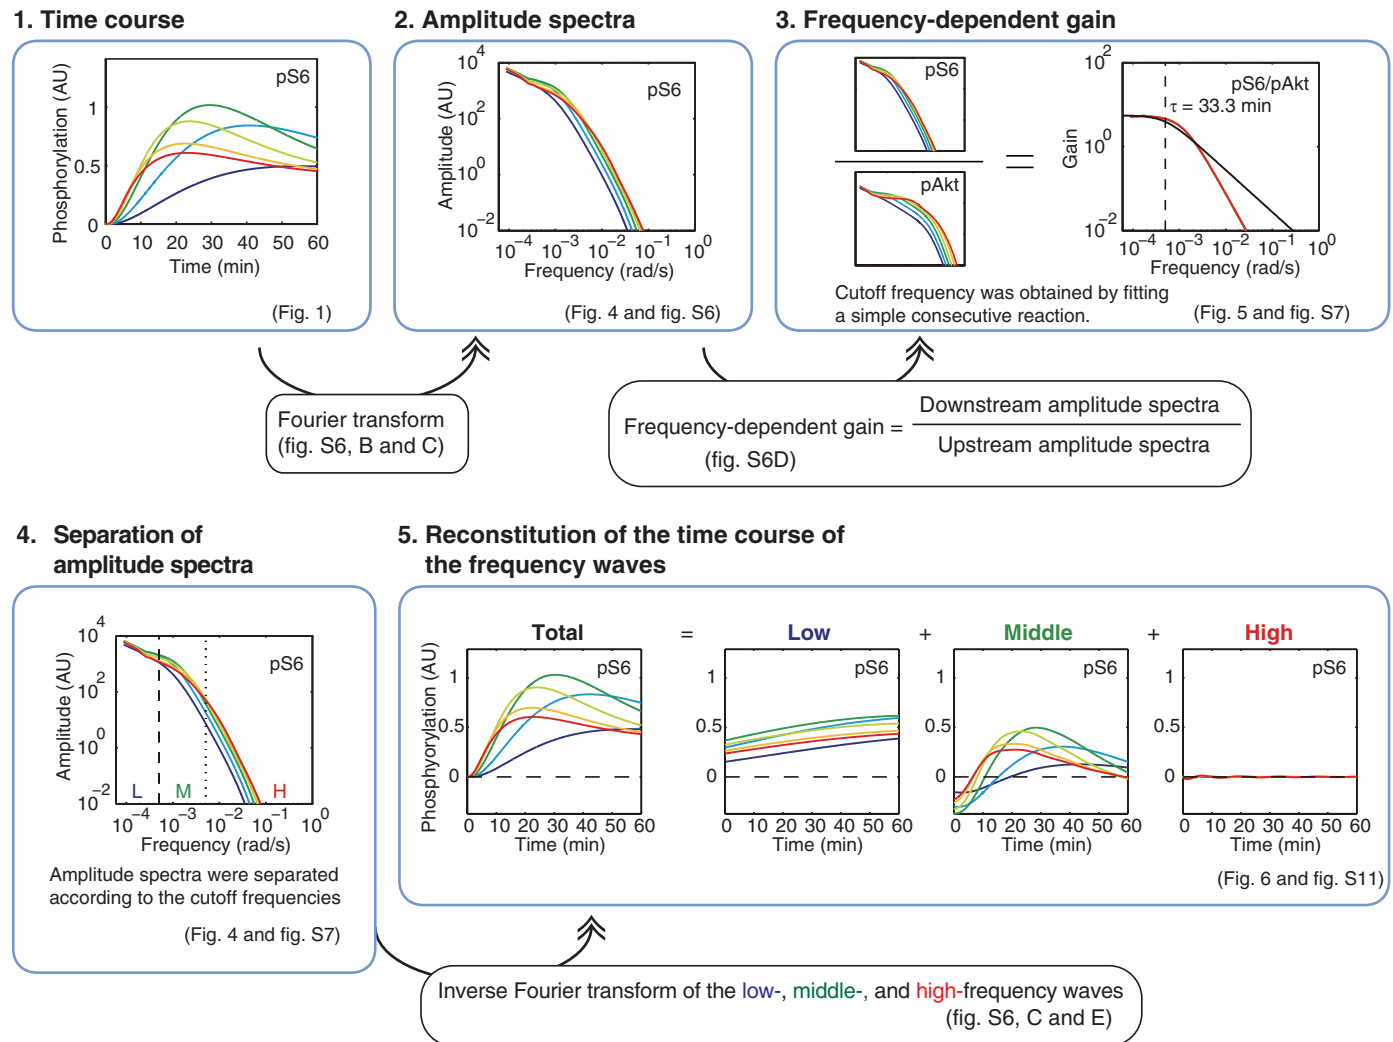 1. Time course
Phosphorylation (AU)
1
0.5
0
pS6
0 10 20 30 40 50 60
Time (min)
(Fig. 1)
2. Amplitude spectra
Amplitude (AU)
10^4
10^2
10^0
10^−2
pS6
10^−4 10^−3 10^−2 10^−1 10^0
Frequency (rad/s)
(Fig. 4 and fig. S6)
3. Frequency-dependent gain
pS6
pAkt
=
Gain
10^2
10^0
10^−2
pS6/pAkt
τ = 33.3 min
10^−4 10^−3 10^−2 10^−1 10^0
Frequency (rad/s)
Cutoff frequency was obtained by fitting
a simple consecutive reaction.
(Fig. 5 and fig. S7)
Fourier transform
(fig. S6, B and C)
Frequency-dependent gain =
Downstream amplitude spectra
Upstream amplitude spectra
(fig. S6D)
4. Separation of
amplitude spectra
Amplitude (AU)
10^4
10^2
10^0
10^−2
pS6
L M H
10^−4 10^−3 10^−2 10^−1 10^0
Frequency (rad/s)
Amplitude spectra were separated
according to the cutoff frequencies
(Fig. 4 and fig. S7)
5. Reconstitution of the time course of
the frequency waves
Total = Low + Middle + High
Phosphoyrylation (AU)
1
0.5
0
pS6
0 10 20 30 40 50 60
Time (min)
1
0.5
0
pS6
0 10 20 30 40 50 60
Time (min)
1
0.5
0
pS6
0 10 20 30 40 50 60
Time (min)
1
0.5
0
pS6
0 10 20 30 40 50 60
Time (min)
(Fig. 6 and fig. S11)
Inverse Fourier transform of the low-, middle-, and high-frequency waves
(fig. S6, C and E)